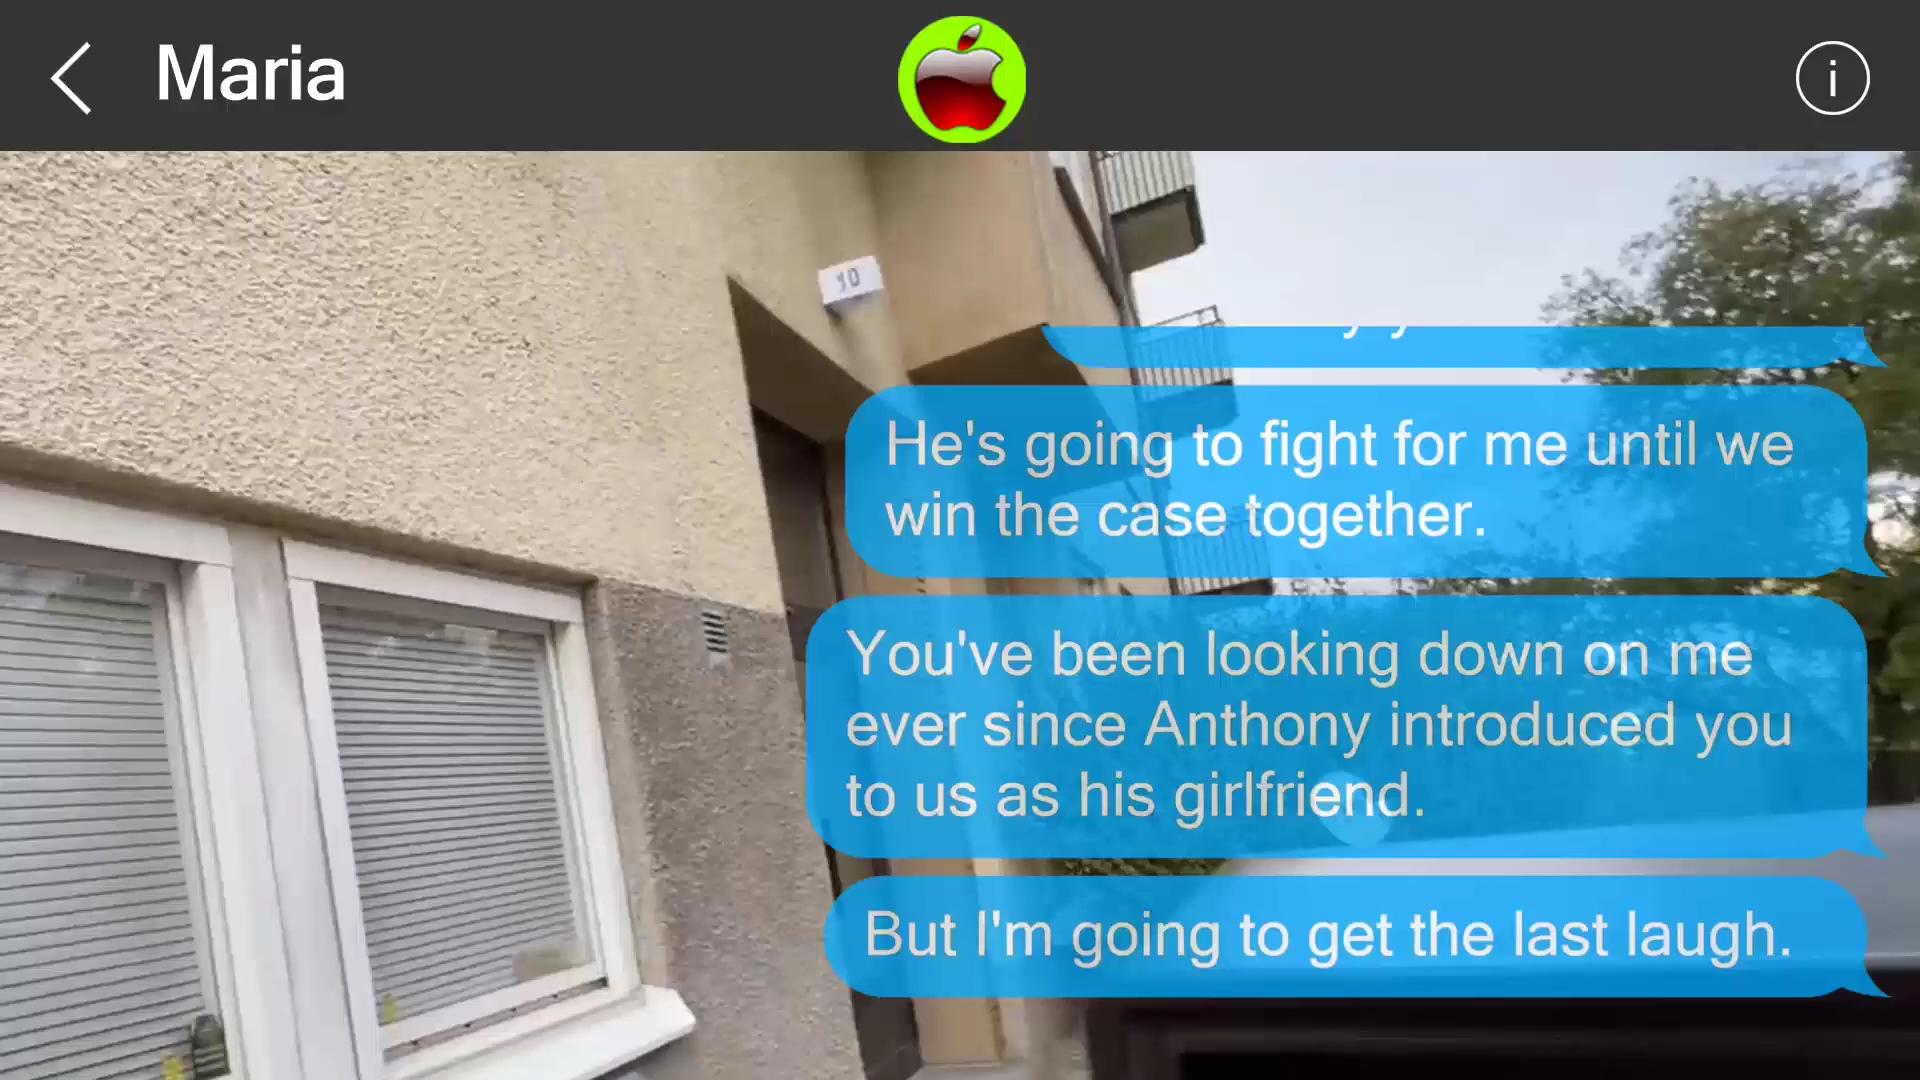 Maria
i
He's going to fight for me until we
win the case together.
You've been looking down on me
ever since Anthony introduced you
to us as his girlfriend.
But I'm going to get the last laugh.